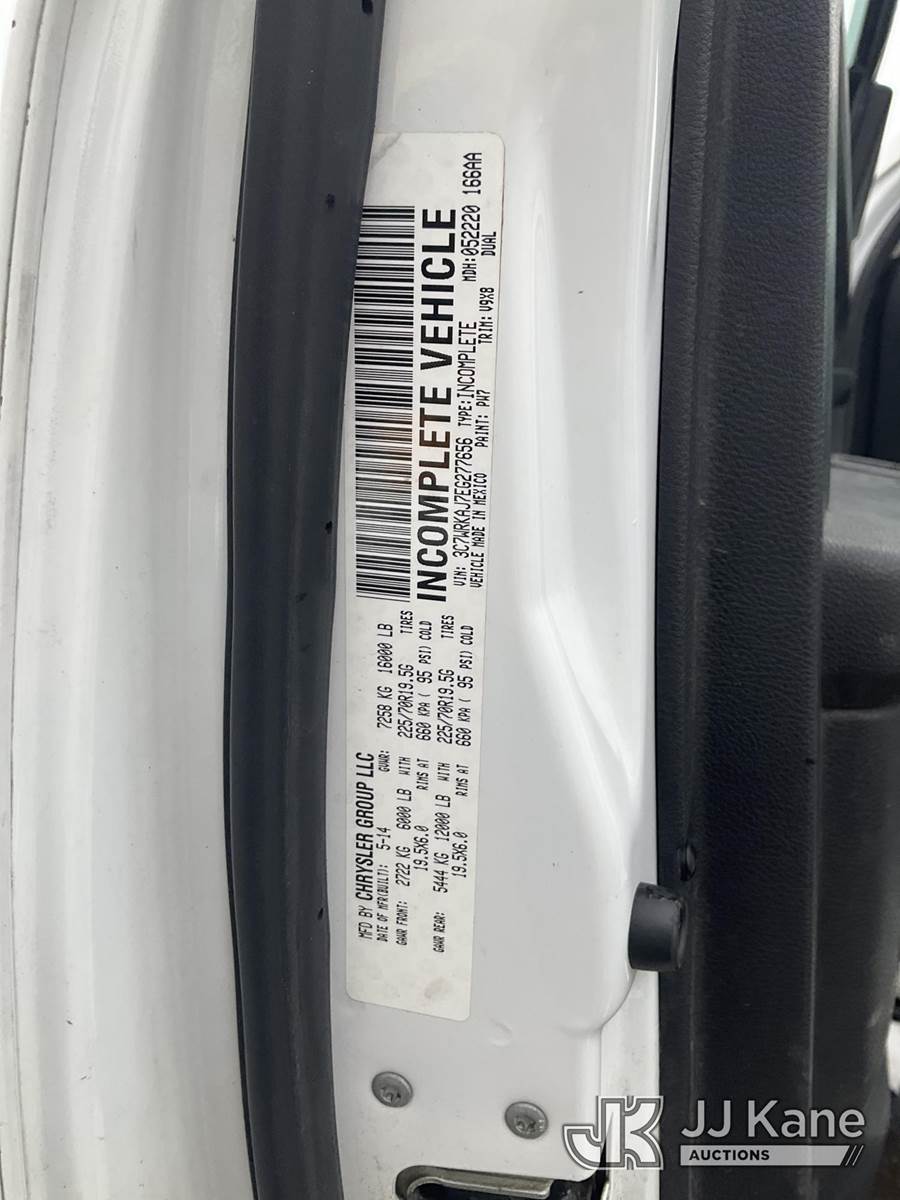 MFD BY CHRYSLER GROUP LLC
DATE OF MFR(BUILT): 5-14 GVWR: 7258 KG 16000 LB
GAWR FRONT: 2722 KG 6000 LB WITH 225/70R19.5G TIRES
19.5X6.0 RIMS AT 660 KPA ( 95 PSI) COLD
GAWR REAR: 5444 KG 12000 LB WITH 225/70R19.5G TIRES
19.5X6.0 RIMS AT 660 KPA ( 95 PSI) COLD
INCOMPLETE VEHICLE
VIN: 3C7WRKAJ7EG277656 TYPE:INCOMPLETE MDH:052220 166AA
VEHICLE MADE IN MEXICO PAINT: PW7 TRIM: V9X8 DUAL
JK JJ Kane
AUCTIONS